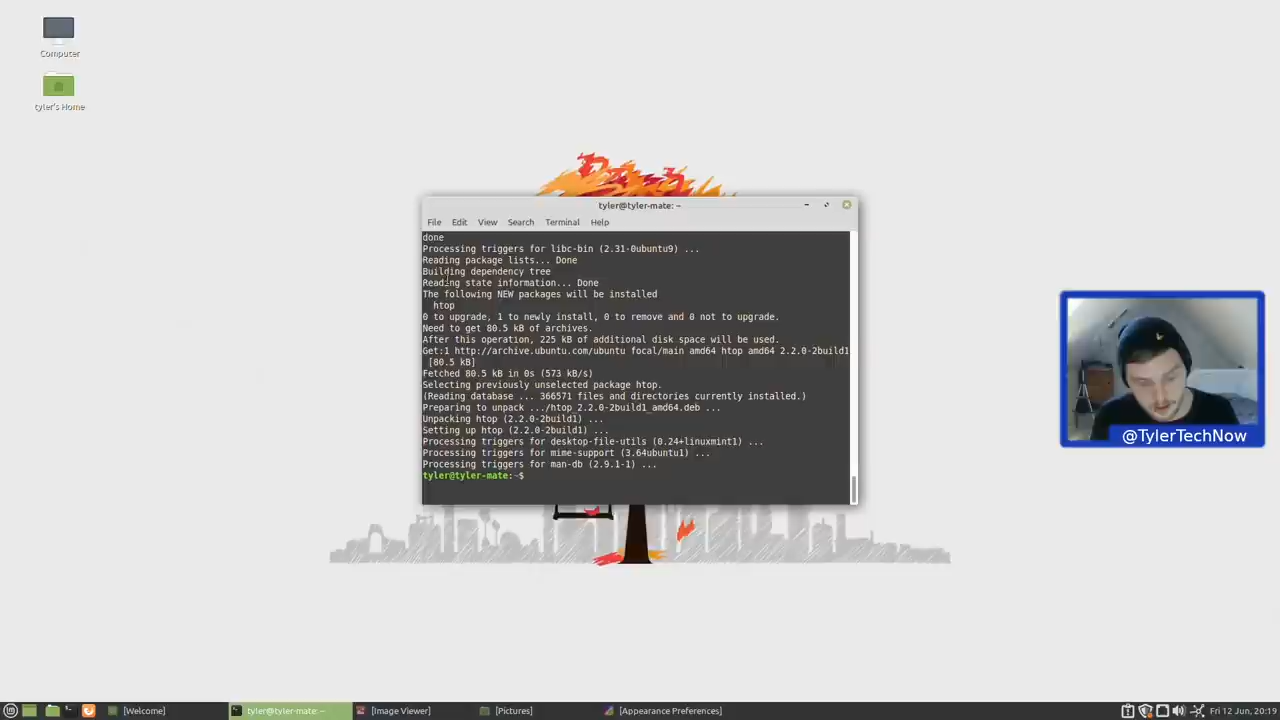 Computer
tyler's Home
tyler@tyler-mate: ~
File Edit View Search Terminal Help
done
Processing triggers for libc-bin (2.31-0ubuntu9) ...
Reading package lists... Done
Building dependency tree
Reading state information... Done
The following NEW packages will be installed
htop
0 to upgrade, 1 to newly install, 0 to remove and 0 not to upgrade.
Need to get 80.5 kB of archives.
After this operation, 225 kB of additional disk space will be used.
Get:1 http://archive.ubuntu.com/ubuntu focal/main amd64 htop amd64 2.2.0-2build1
[80.5 kB]
Fetched 80.5 kB in 0s (573 kB/s)
Selecting previously unselected package htop.
(Reading database ... 366571 files and directories currently installed.)
Preparing to unpack .../htop_2.2.0-2build1_amd64.deb ...
Unpacking htop (2.2.0-2build1) ...
Setting up htop (2.2.0-2build1) ...
Processing triggers for desktop-file-utils (0.24+linuxmint1) ...
Processing triggers for mime-support (3.64ubuntu1) ...
Processing triggers for man-db (2.9.1-1) ...
tyler@tyler-mate:~$
@TylerTechNow
[Welcome] tyler@tyler-mate: ~ [Image Viewer] [Pictures] [Appearance Preferences] Fri 12 Jun, 20:19